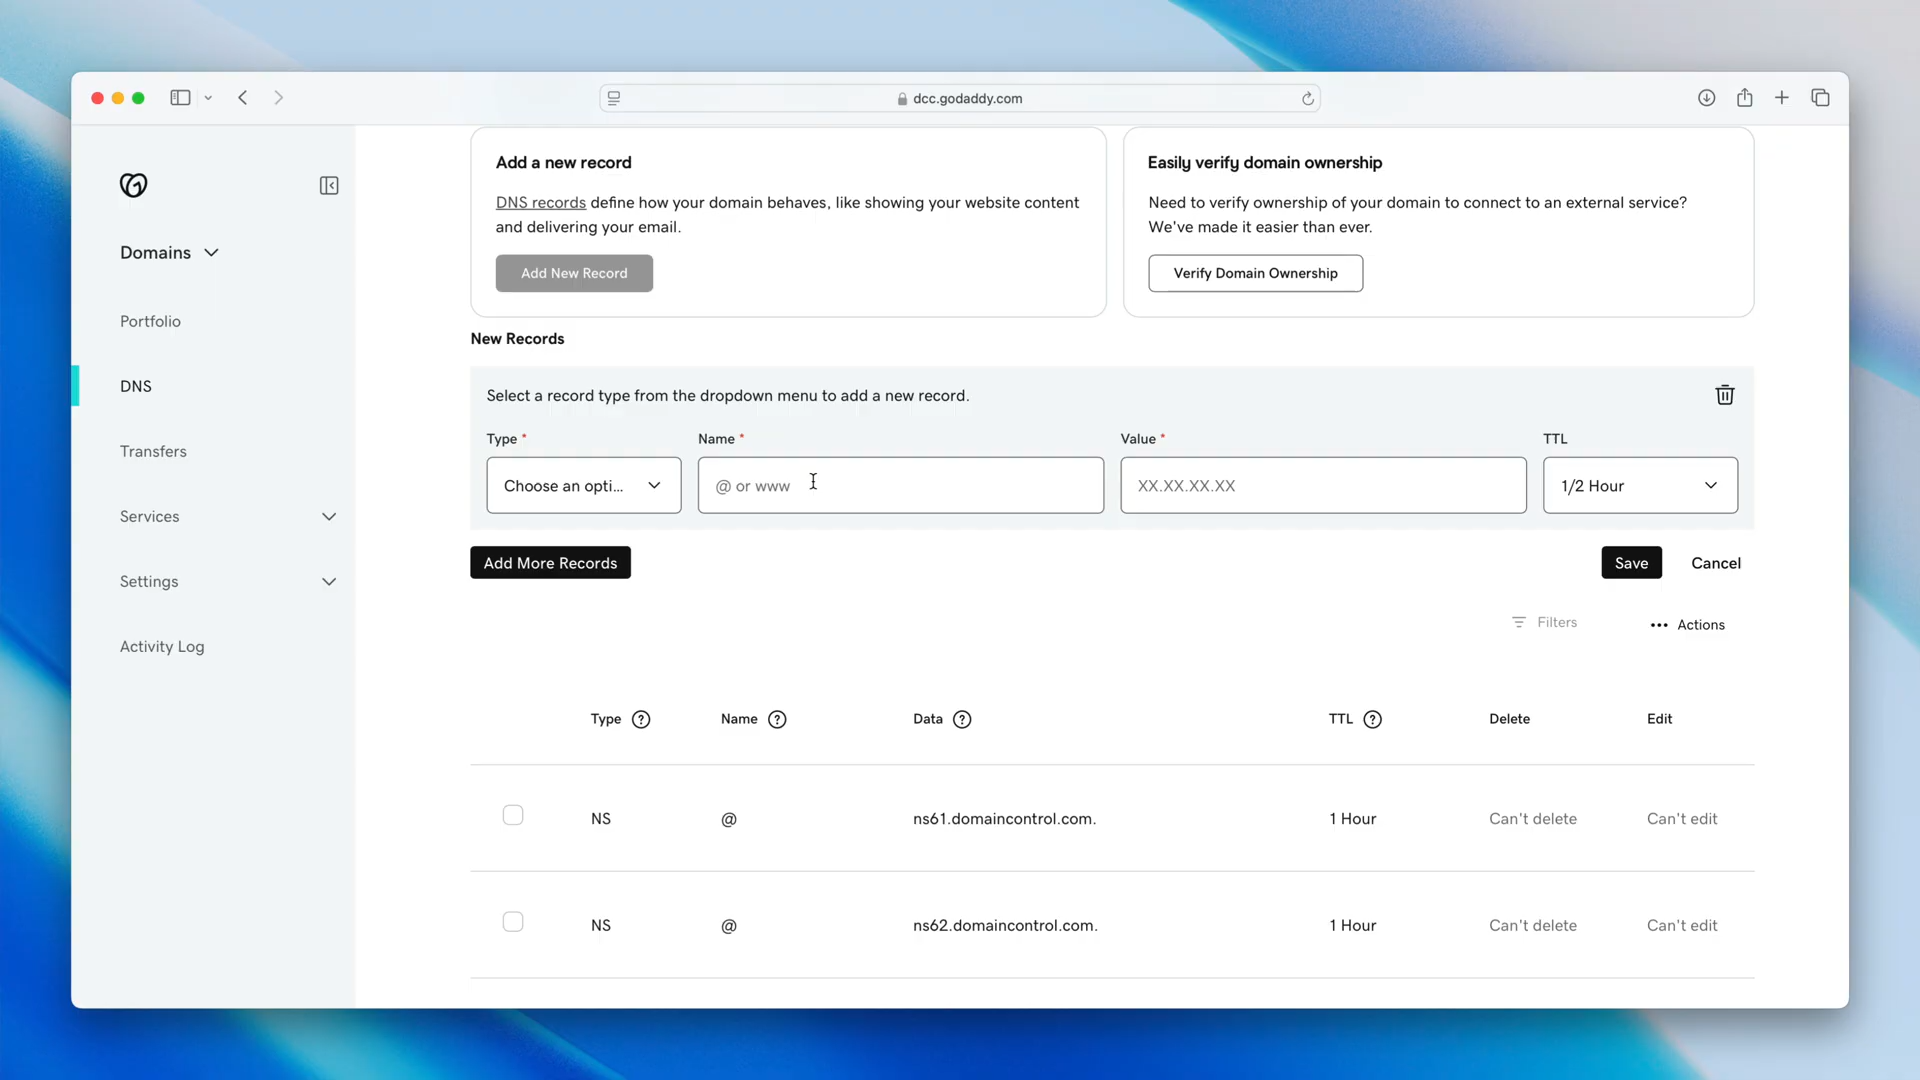 dcc.godaddy.com
Domains
Portfolio
DNS
Transfers
Services
Settings
Activity Log
Add a new record
DNS records define how your domain behaves, like showing your website content
and delivering your email.
Add New Record
Easily verify domain ownership
Need to verify ownership of your domain to connect to an external service?
We've made it easier than ever.
Verify Domain Ownership
New Records
Select a record type from the dropdown menu to add a new record.
Type * Name * Value * TTL
Choose an opti... @ or www XX.XX.XX.XX 1/2 Hour
Add More Records Save Cancel
Filters ••• Actions
Type ? Name ? Data ? TTL ? Delete Edit
NS @ ns61.domaincontrol.com. 1 Hour Can't delete Can't edit
NS @ ns62.domaincontrol.com. 1 Hour Can't delete Can't edit